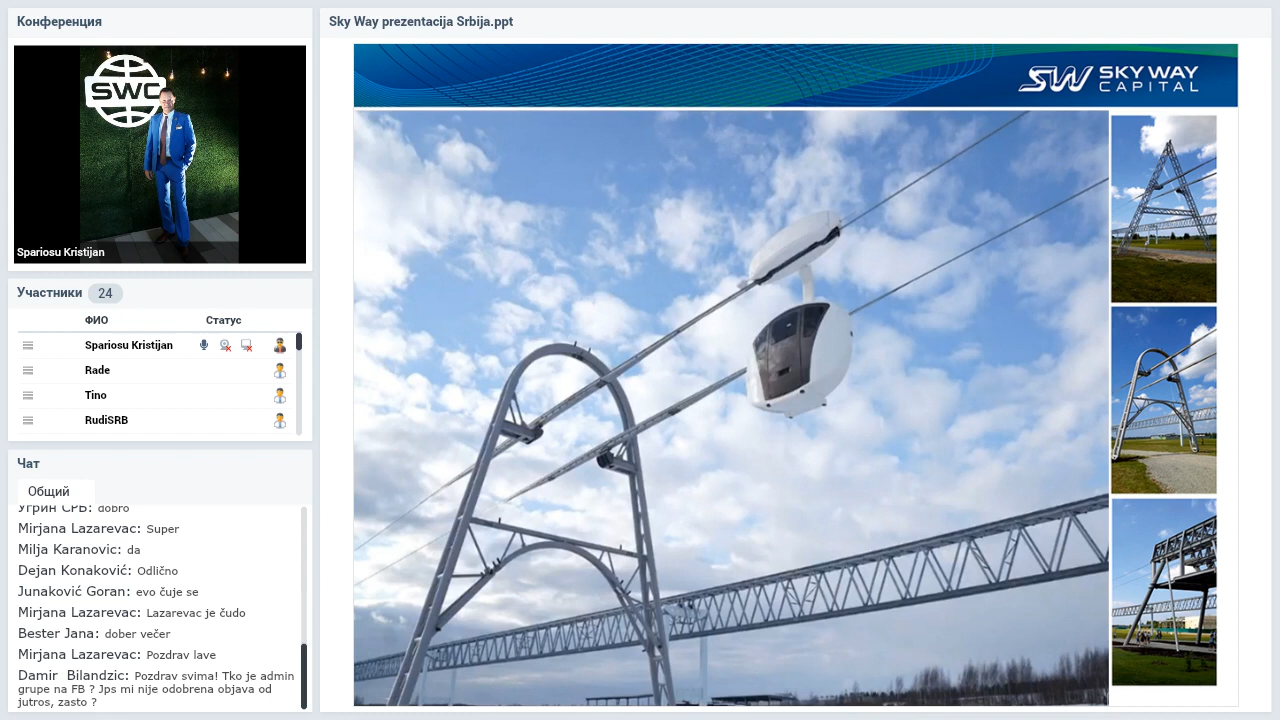 Конференция
SWC
Spariosu Kristijan
Участники 24
ФИО Статус
Spariosu Kristijan
Rade
Tino
RudiSRB
Чат
Общий
Угрин СРБ: dobro
Mirjana Lazarevac: Super
Milja Karanovic: da
Dejan Konaković: Odlično
Junaković Goran: evo čuje se
Mirjana Lazarevac: Lazarevac je čudo
Bester Jana: dober večer
Mirjana Lazarevac: Pozdrav lave
Damir Bilandzic: Pozdrav svima! Tko je admin
grupe na FB ? Jps mi nije odobrena objava od
jutros, zasto ?
Sky Way prezentacija Srbija.ppt
SW SKY WAY
CAPITAL